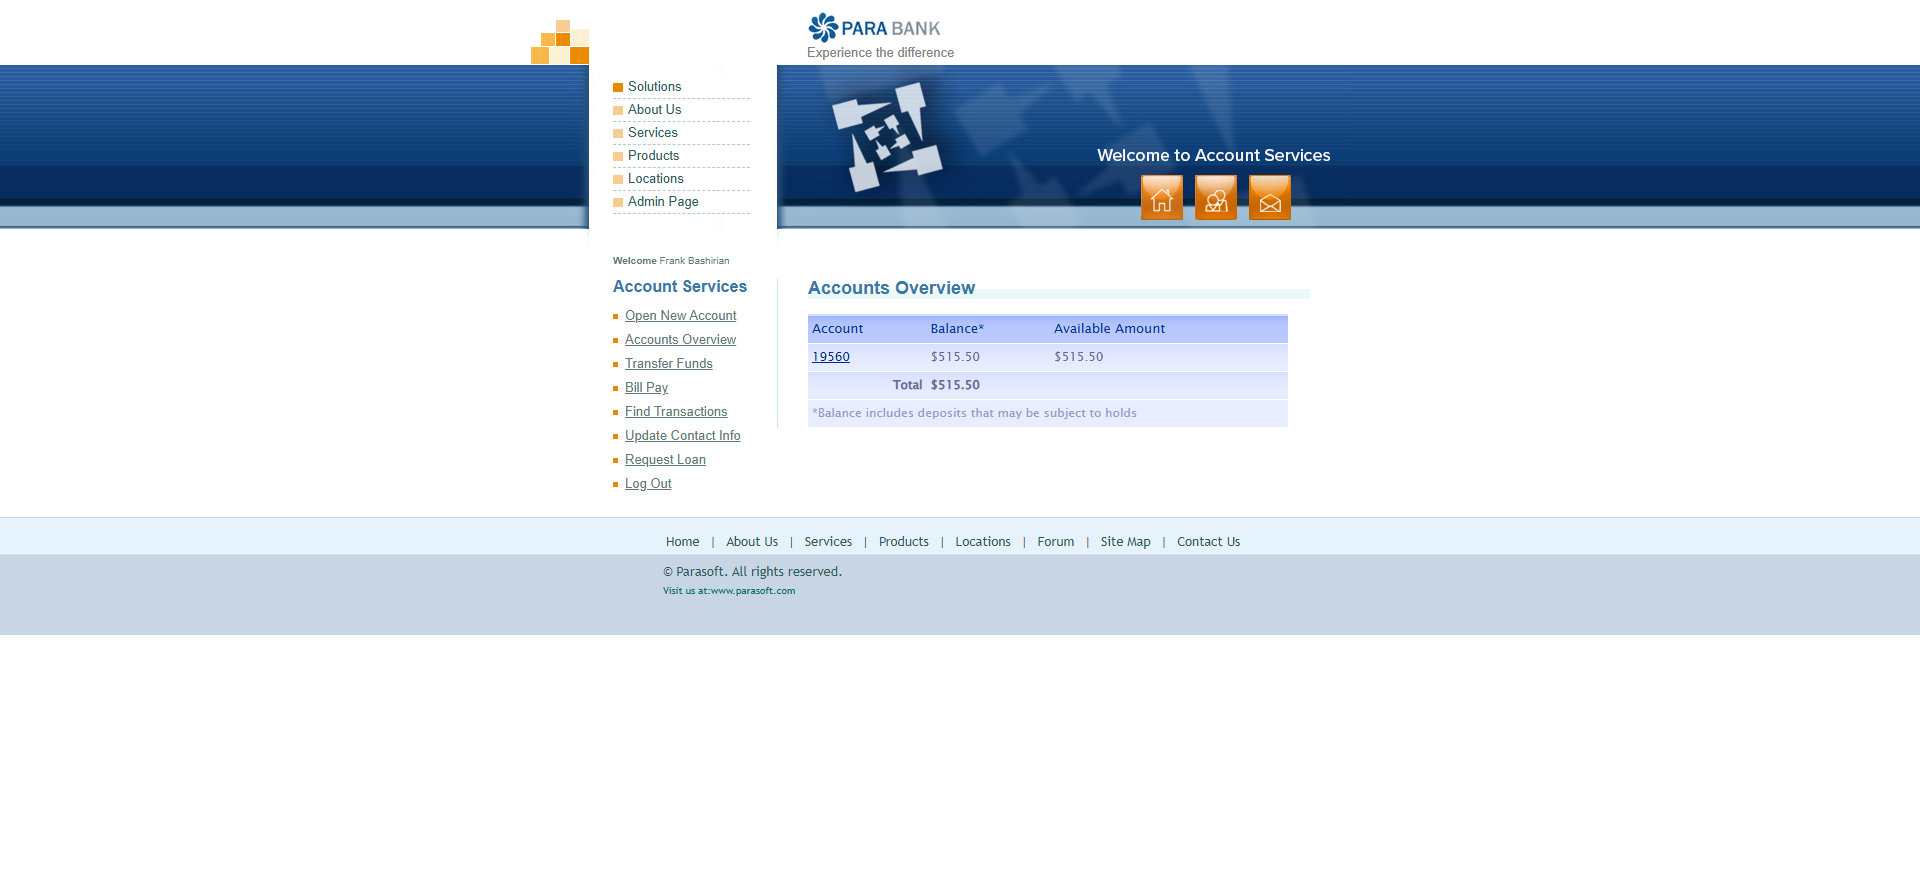 PARA BANK
Experience the difference
Solutions
About Us
Services
Products
Locations
Admin Page
Welcome to Account Services
Welcome Frank Bashirian
Account Services
Open New Account
Accounts Overview
Transfer Funds
Bill Pay
Find Transactions
Update Contact Info
Request Loan
Log Out
Accounts Overview
Account Balance* Available Amount
19560 $515.50 $515.50
Total $515.50
*Balance includes deposits that may be subject to holds
Home | About Us | Services | Products | Locations | Forum | Site Map | Contact Us
© Parasoft. All rights reserved.
Visit us at:www.parasoft.com